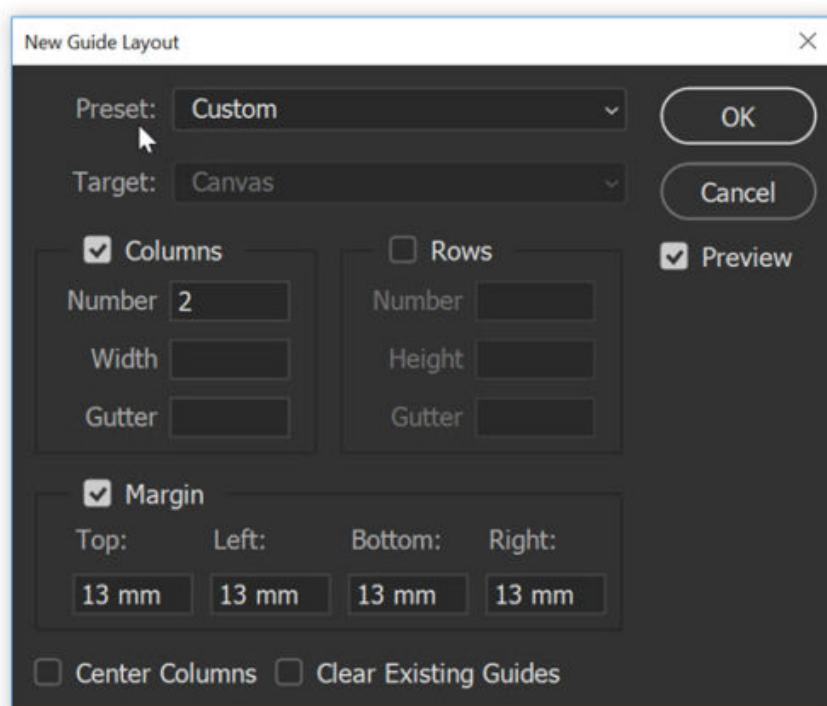 New Guide Layout
Preset: Custom
OK
Target: Canvas
Cancel
Columns
Rows
Preview
Number 2
Number
Width
Height
Gutter
Gutter
Margin
Top: Left: Bottom: Right:
13 mm 13 mm 13 mm 13 mm
Center Columns Clear Existing Guides